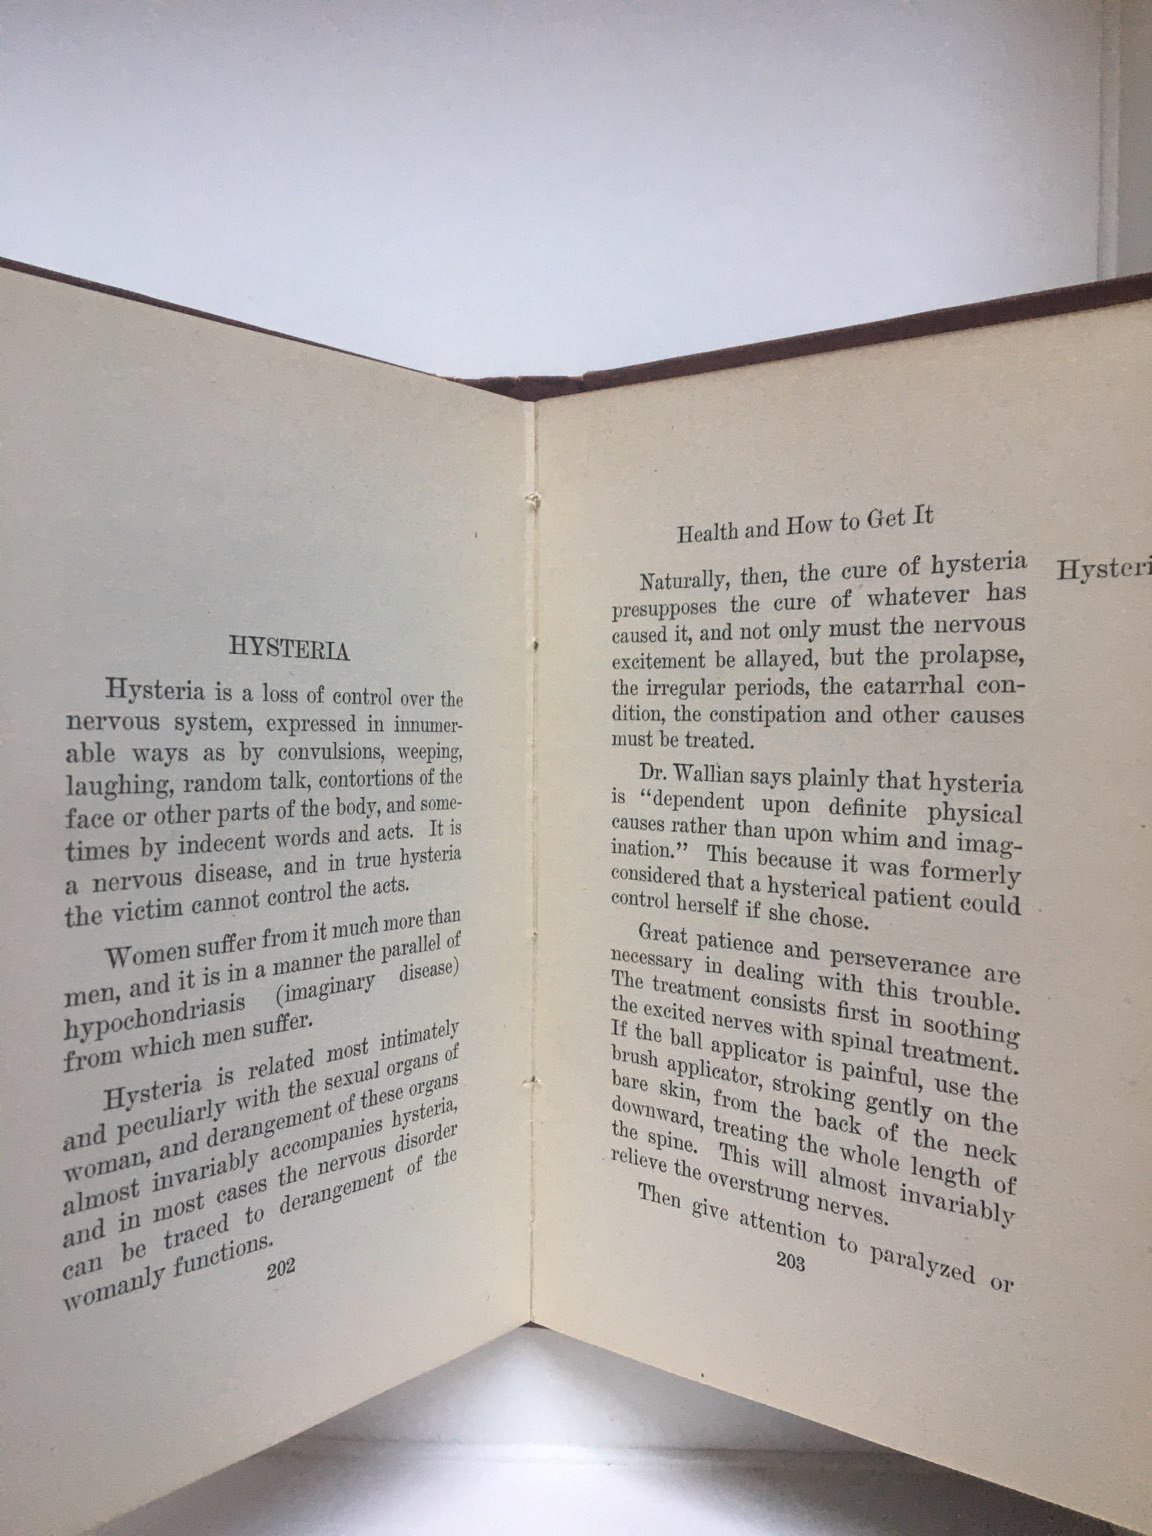 HYSTERIA
Hysteria is a loss of control over the
nervous system, expressed in innumer-
able ways as by convulsions, weeping,
laughing, random talk, contortions of the
face or other parts of the body, and some-
times by indecent words and acts. It is
a nervous disease, and in true hysteria
the victim cannot control the acts.
Women suffer from it much more than
men, and it is in a manner the parallel of
hypochondriasis (imaginary disease)
from which men suffer.
Hysteria is related most intimately
and peculiarly with the sexual organs of
woman, and derangement of these organs
almost invariably accompanies hysteria,
and in most cases the nervous disorder
can be traced to derangement of the
womanly functions.
202
Health and How to Get It
Naturally, then, the cure of hysteria
presupposes the cure of whatever has
caused it, and not only must the nervous
excitement be allayed, but the prolapse,
the irregular periods, the catarrhal con-
dition, the constipation and other causes
must be treated.
Dr. Wallian says plainly that hysteria
is "dependent upon definite physical
causes rather than upon whim and imag-
ination." This because it was formerly
considered that a hysterical patient could
control herself if she chose.
Great patience and perseverance are
necessary in dealing with this trouble.
The treatment consists first in soothing
the excited nerves with spinal treatment.
If the ball applicator is painful, use the
brush applicator, stroking gently on the
bare skin, from the back of the neck
downward, treating the whole length of
the spine. This will almost invariably
relieve the overstrung nerves.
Then give attention to paralyzed or
203
Hysteri